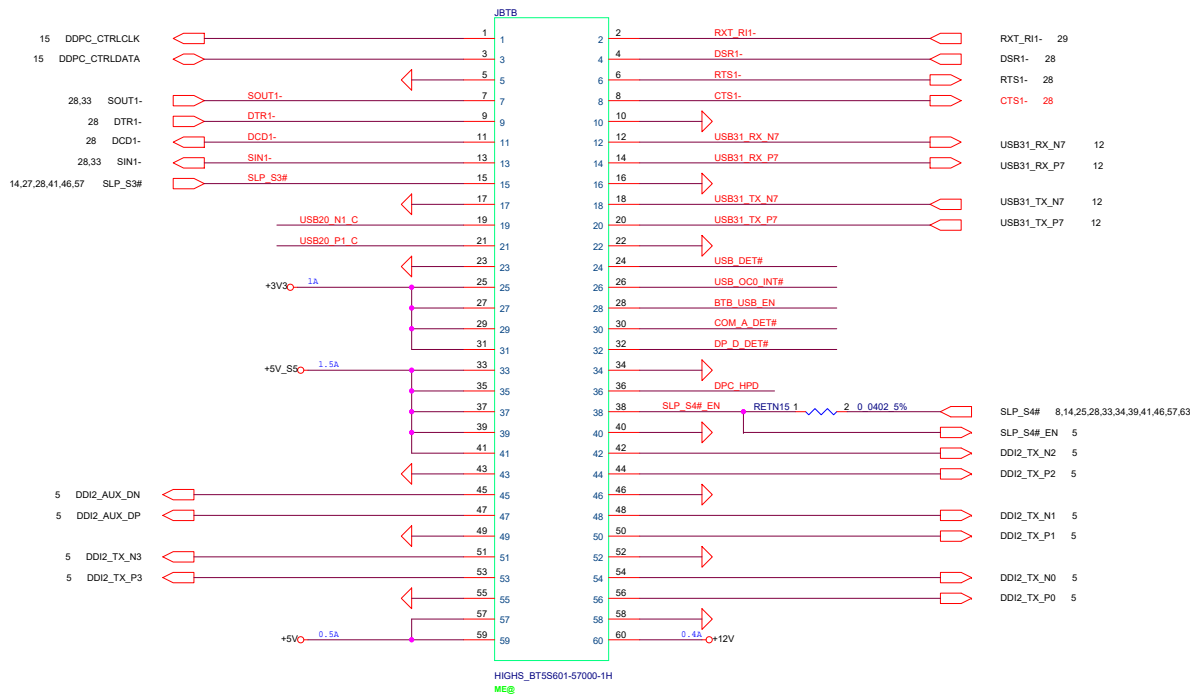 JBTB
15 DDPC_CTRLCLK 1 1 2 2 RXT_RI1- RXT_RI1- 29
15 DDPC_CTRLDATA 3 3 4 4 DSR1- DSR1- 28
5 5 6 6 RTS1- RTS1- 28
28,33 SOUT1- SOUT1- 7 7 8 8 CTS1- CTS1- 28
28 DTR1- DTR1- 9 9 10 10
28 DCD1- DCD1- 11 11 12 12 USB31_RX_N7 USB31_RX_N7 12
28,33 SIN1- SIN1- 13 13 14 14 USB31_RX_P7 USB31_RX_P7 12
14,27,28,41,46,57 SLP_S3# SLP_S3# 15 15 16 16
17 17 18 18 USB31_TX_N7 USB31_TX_N7 12
USB20_N1_C 19 19 20 20 USB31_TX_P7 USB31_TX_P7 12
USB20_P1_C 21 21 22 22
23 23 24 24 USB_DET#
+3V3 1A 25 25 26 26 USB_OC0_INT#
27 27 28 28 BTB_USB_EN
29 29 30 30 COM_A_DET#
31 31 32 32 DP_D_DET#
+5V_S5 1.5A 33 33 34 34
35 35 36 36 DPC_HPD
37 37 38 38 SLP_S4#_EN RETN15 1 2 0_0402_5% SLP_S4# 8,14,25,28,33,34,39,41,46,57,63
39 39 40 40 SLP_S4#_EN 5
41 41 42 42 DDI2_TX_N2 5
43 43 44 44 DDI2_TX_P2 5
5 DDI2_AUX_DN 45 45 46 46
5 DDI2_AUX_DP 47 47 48 48 DDI2_TX_N1 5
49 49 50 50 DDI2_TX_P1 5
5 DDI2_TX_N3 51 51 52 52
5 DDI2_TX_P3 53 53 54 54 DDI2_TX_N0 5
55 55 56 56 DDI2_TX_P0 5
57 57 58 58
+5V 0.5A 59 59 60 60 0.4A +12V
HIGHS_BT5S601-57000-1H
ME@